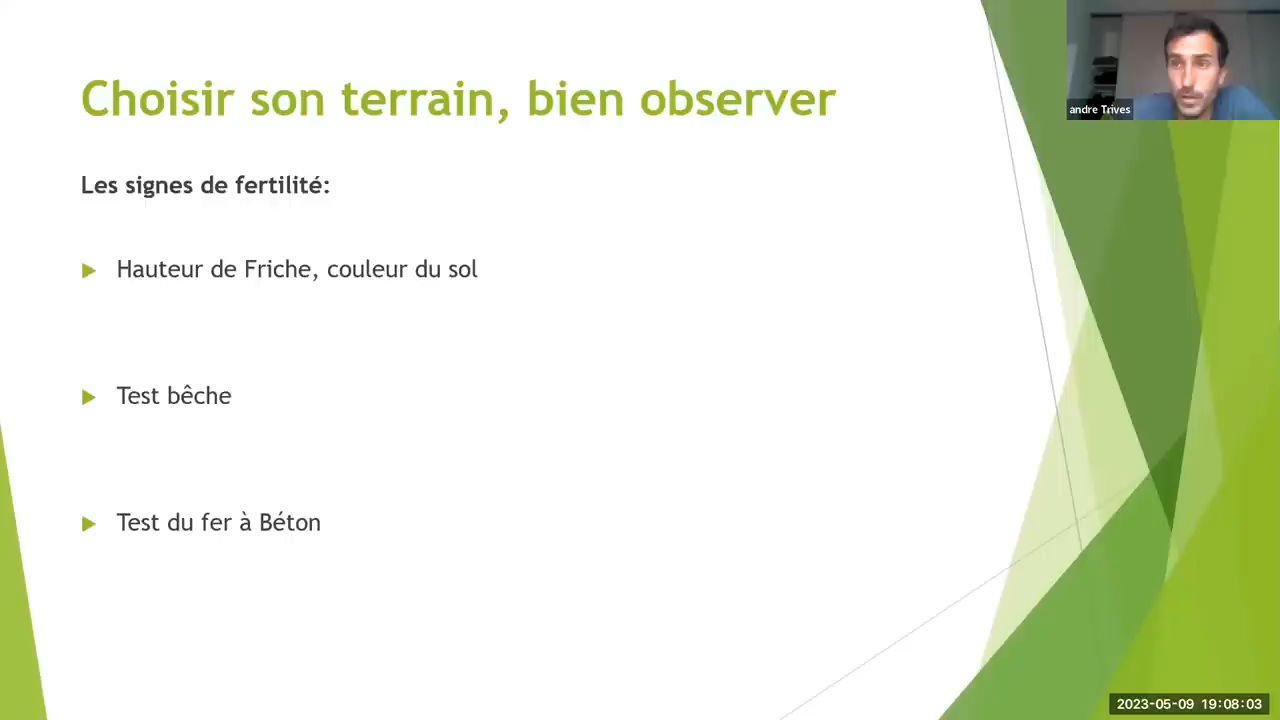 Choisir son terrain, bien observer
andre Trives
Les signes de fertilité:
Hauteur de Friche, couleur du sol
Test bêche
Test du fer à Béton
2023-05-09 19:08:03